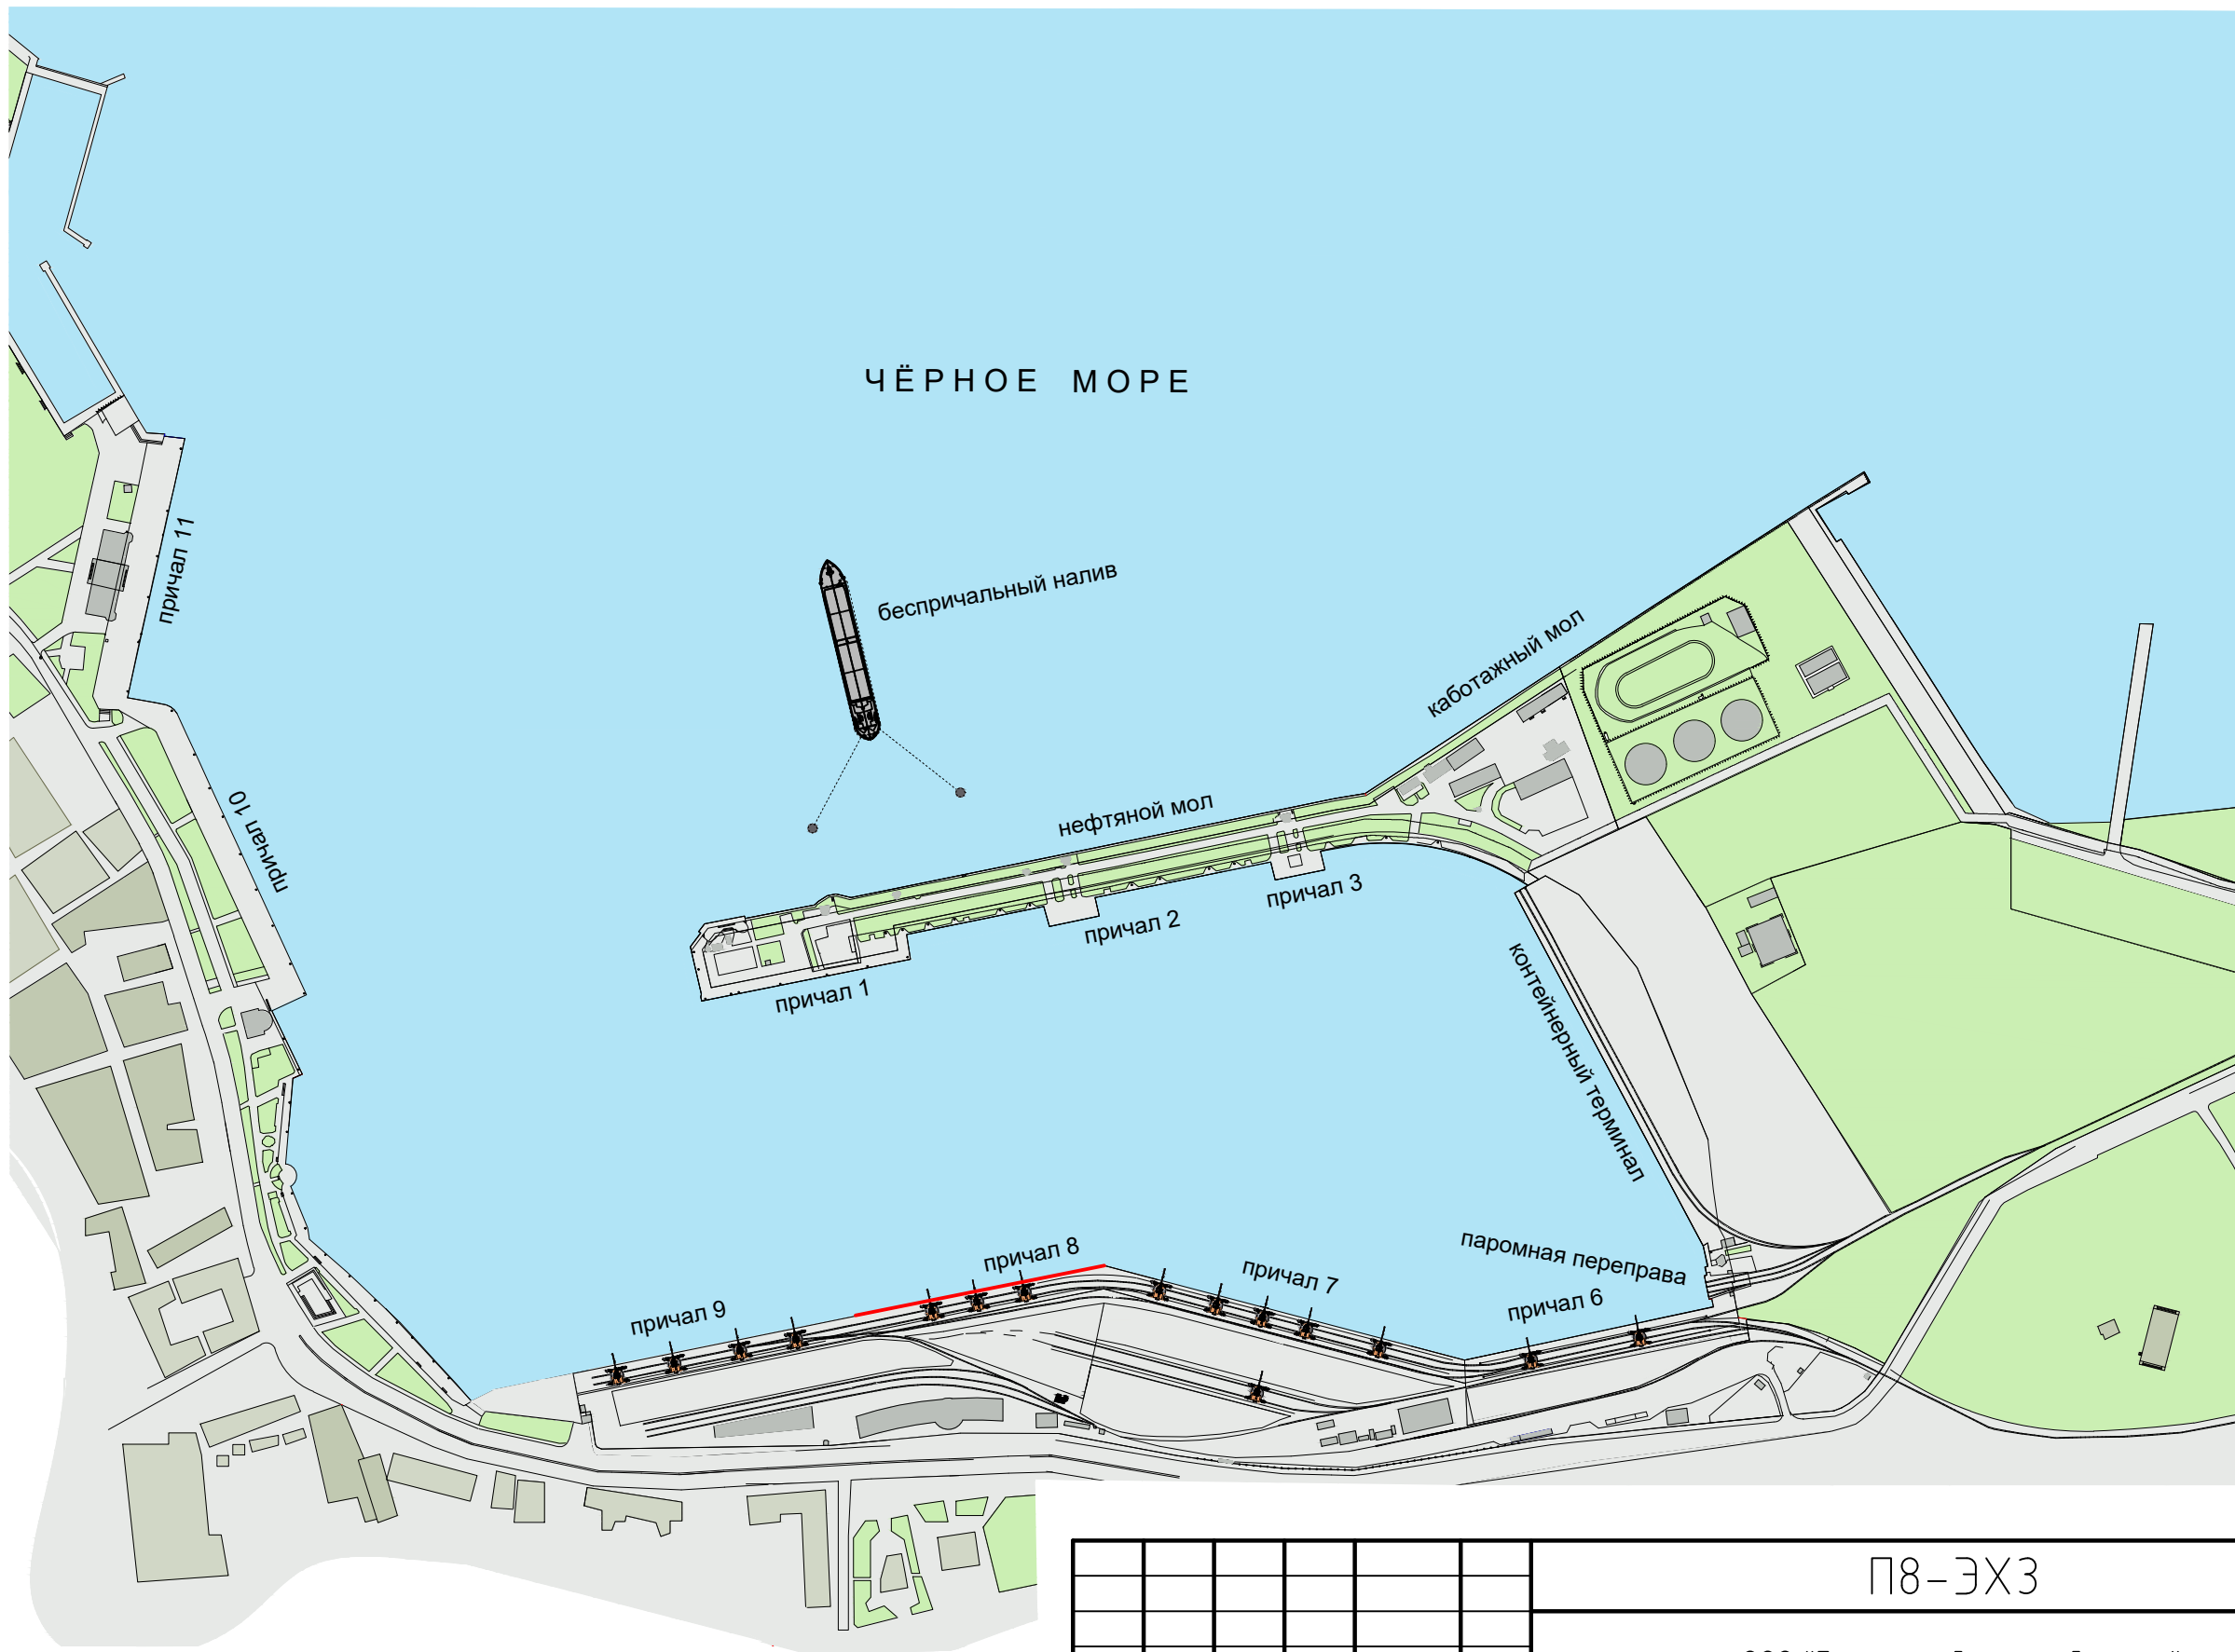 ЧЁРНОЕ МОРЕ
причал 11
беспричальный налив
каботажный мол
причал 10
нефтяной мол
причал 3
причал 2
причал 1
контейнерный терминал
паромная переправа
причал 8
причал 7
причал 6
причал 9
П8-ЭХЗ